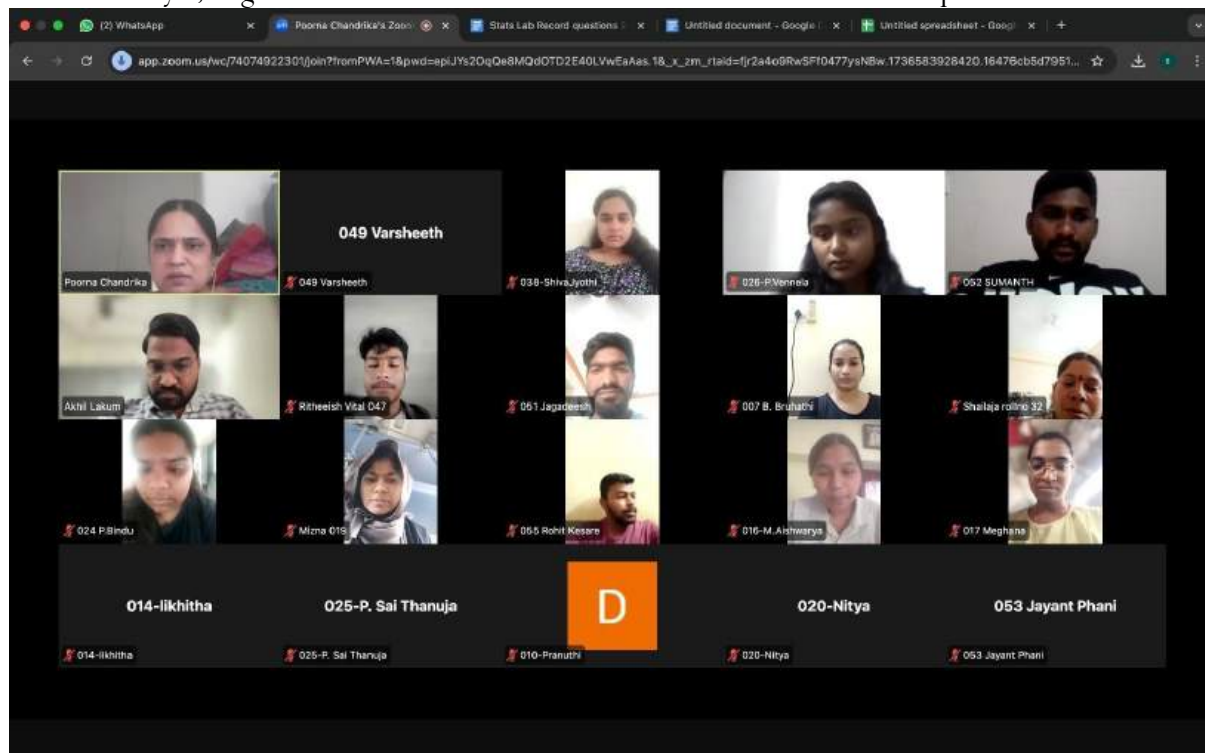 (2) WhatsApp
Poorna Chandrika's Zoom
Stats Lab Record questions
Untitled document - Google
Untitled spreadsheet - Goog
049 Varsheeth
Poorna Chandrika
049 Varsheeth
038-ShivaJyothi
026-P.Vennela
052 SUMANTH
Akhil Lakum
Ritheeish Vital 047
051 Jagadeesh
007 B. Bruhathi
Shailaja rollno 32
024 P.Bindu
Mizna 019
055 Rohit Kesare
016-M.Aishwarya
017 Meghana
014-likhitha
025-P. Sai Thanuja
D
020-Nitya
053 Jayant Phani
014-likhitha
025-P. Sai Thanuja
010-Pranuthi
020-Nitya
053 Jayant Phani